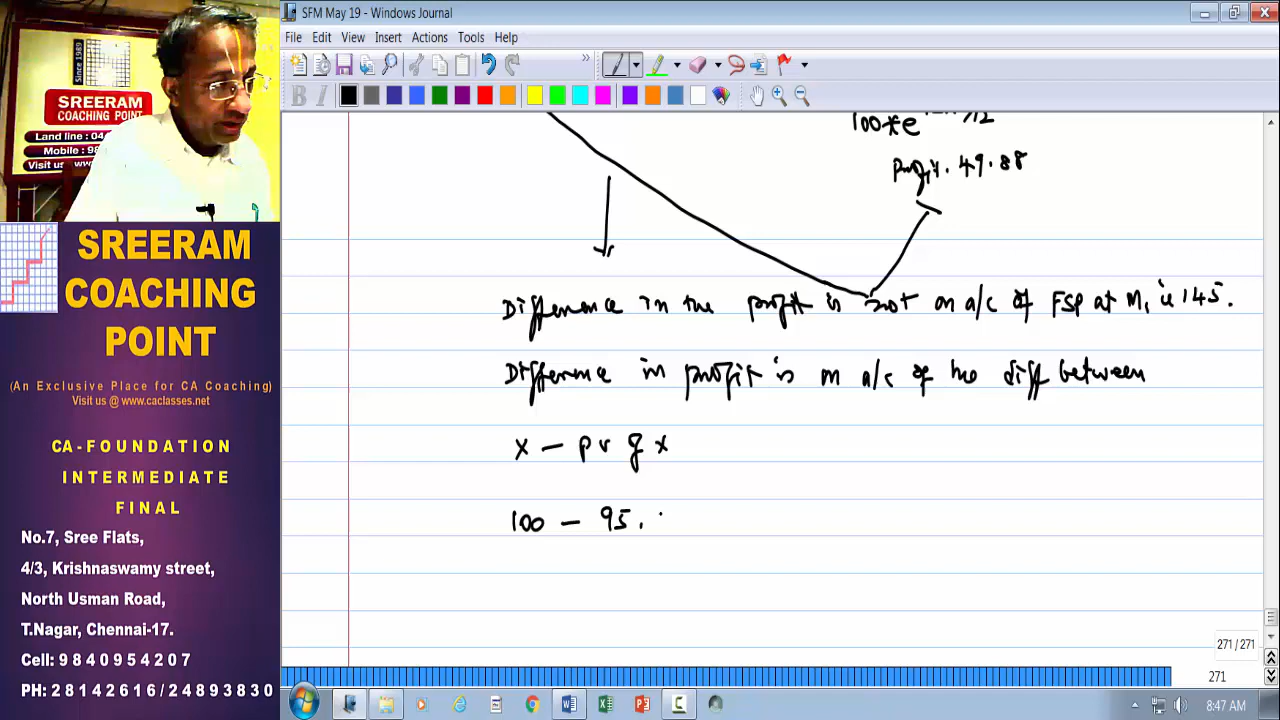 SFM May 19 - Windows Journal
File Edit View Insert Actions Tools Help
Since 1989
SREERAM
COACHING POINT
Land line : 04
Mobile : 98
Visit us
SREERAM
COACHING
POINT
(An Exclusive Place for CA Coaching)
Visit us @ www.caclasses.net
CA-FOUNDATION
INTERMEDIATE
FINAL
No.7, Sree Flats,
4/3, Krishnaswamy street,
North Usman Road,
T.Nagar, Chennai-17.
Cell: 9840954207
PH: 28142616/24893830
100 x e
profit. 49.88
Difference in the profit is not on a/c of FSP at M, ie 145.
Difference in profit is on a/c of the diff between
x - pv of x
100 - 95.
271 / 271
271
8:47 AM